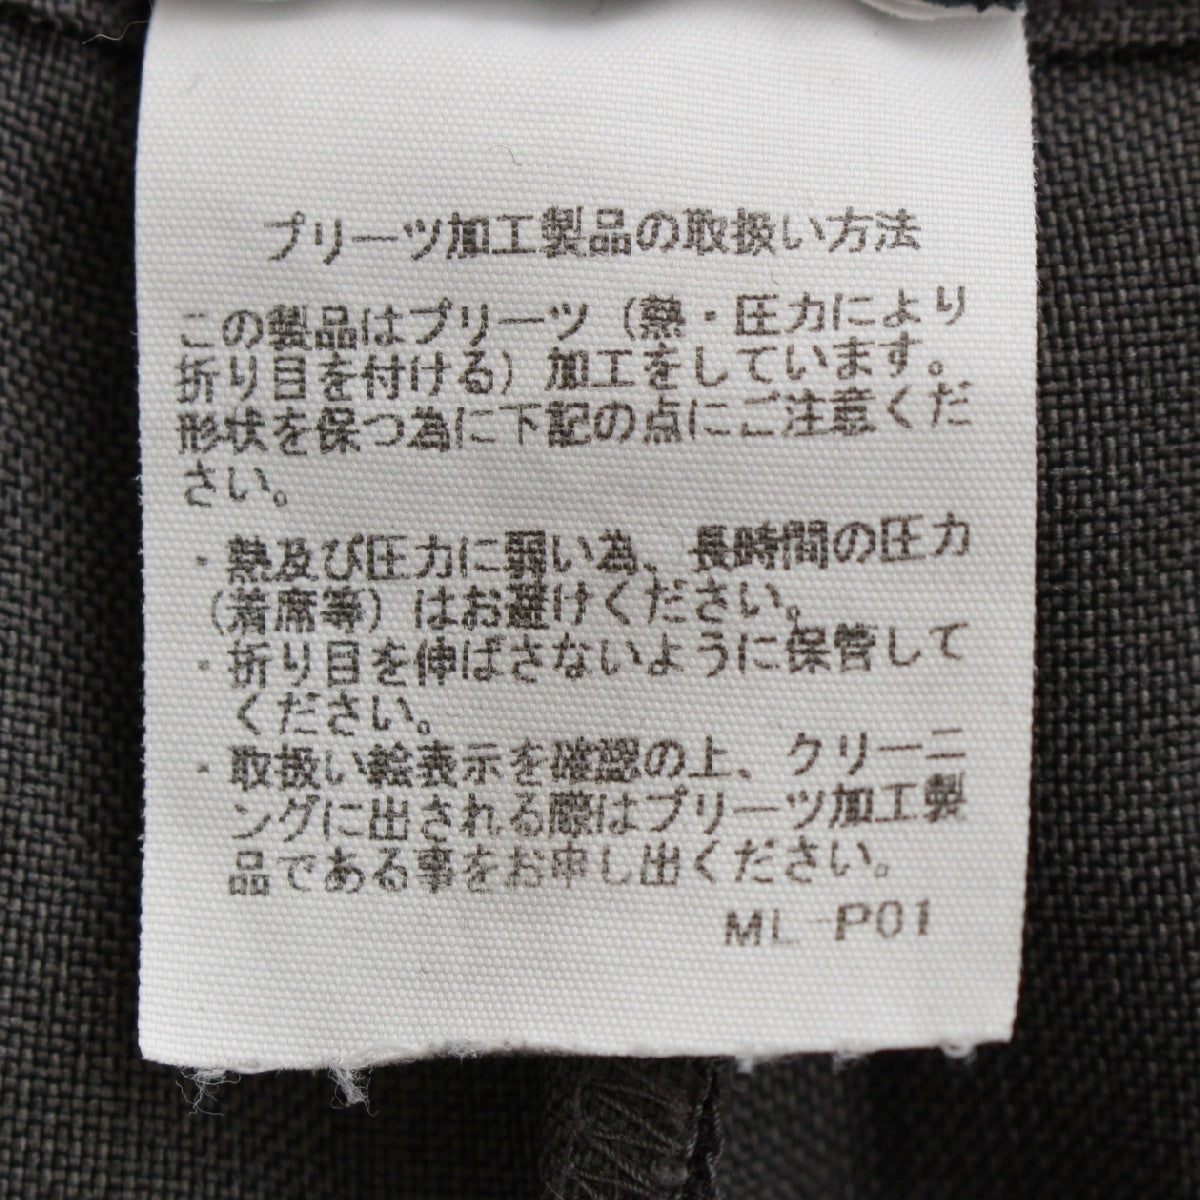 プリーツ加工製品の取扱い方法
この製品はプリーツ（熱・圧力により
折り目を付ける）加工をしています。
形状を保つ為に下記の点にご注意くだ
さい。
・熱及び圧力に弱い為、長時間の圧力
（着席等）はお避けください。
・折り目を伸ばさないように保管して
ください。
・取扱い絵表示を確認の上、クリーニ
ングに出される際はプリーツ加工製
品である事をお申し出ください。
ML-P01